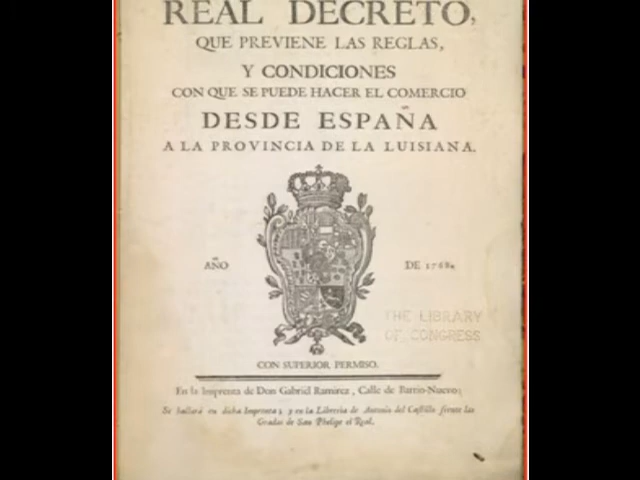 REAL DECRETO,
QUE PREVIENE LAS REGLAS,
Y CONDICIONES
CON QUE SE PUEDE HACER EL COMERCIO
DESDE ESPAÑA
A LA PROVINCIA DE LA LUISIANA.
AÑO DE 1768.
THE LIBRARY
OF CONGRESS
CON SUPERIOR PERMISO.
En la Imprenta de Don Gabriel Ramirez, Calle de Barrio-Nuevo;
Se hallará en dicha Imprenta; y en la Libreria de Antonio del Castillo frente las
Gradas de San Phelipe el Real.